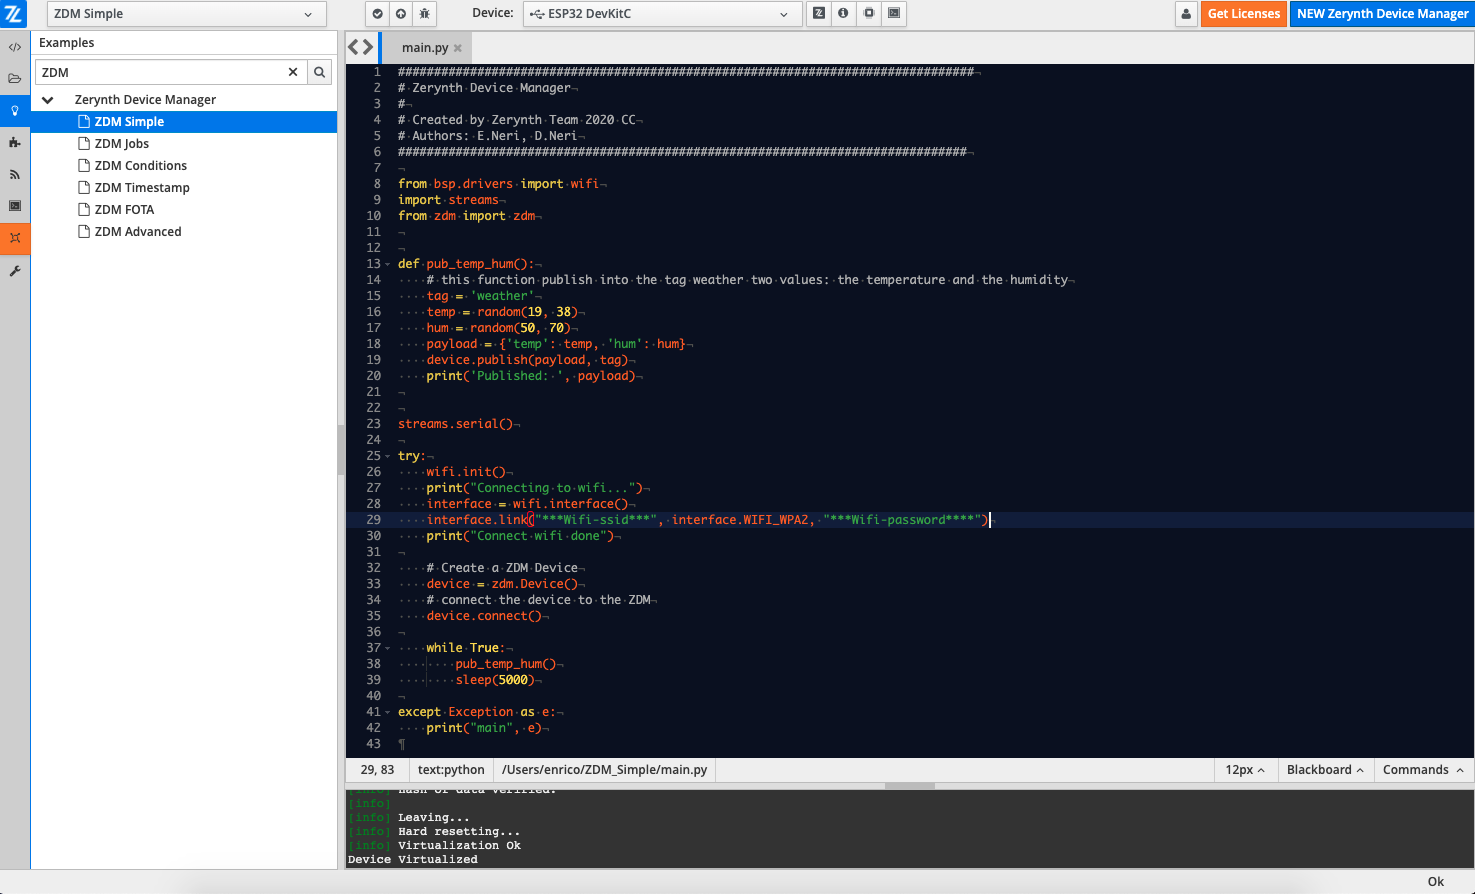 ZDM Simple
Device:
ESP32 DevKitC
Get Licenses
NEW Zerynth Device Manager
Examples
ZDM
Zerynth Device Manager
ZDM Simple
ZDM Jobs
ZDM Conditions
ZDM Timestamp
ZDM FOTA
ZDM Advanced
main.py
1 ################################################################################
2 # Zerynth Device Manager
3 #
4 # Created by Zerynth Team 2020 CC
5 # Authors: E.Neri, D.Neri
6 ###############################################################################
7
8 from bsp.drivers import wifi
9 import streams
10 from zdm import zdm
11
12
13 def pub_temp_hum():
14     # this function publish into the tag weather two values: the temperature and the humidity
15     tag = 'weather'
16     temp = random(19, 38)
17     hum = random(50, 70)
18     payload = {'temp': temp, 'hum': hum}
19     device.publish(payload, tag)
20     print('Published: ', payload)
21
22
23 streams.serial()
24
25 try:
26     wifi.init()
27     print("Connecting to wifi...")
28     interface = wifi.interface()
29     interface.link("***Wifi-ssid***", interface.WIFI_WPA2, "***Wifi-password****")
30     print("Connect wifi done")
31
32     # Create a ZDM Device
33     device = zdm.Device()
34     # connect the device to the ZDM
35     device.connect()
36
37     while True:
38         pub_temp_hum()
39         sleep(5000)
40
41 except Exception as e:
42     print("main", e)
43
29, 83
text:python
/Users/enrico/ZDM_Simple/main.py
12px
Blackboard
Commands
[info] Hash of data verified.
[info]
[info] Leaving...
[info] Hard resetting...
[info] Virtualization Ok
Device Virtualized
Ok